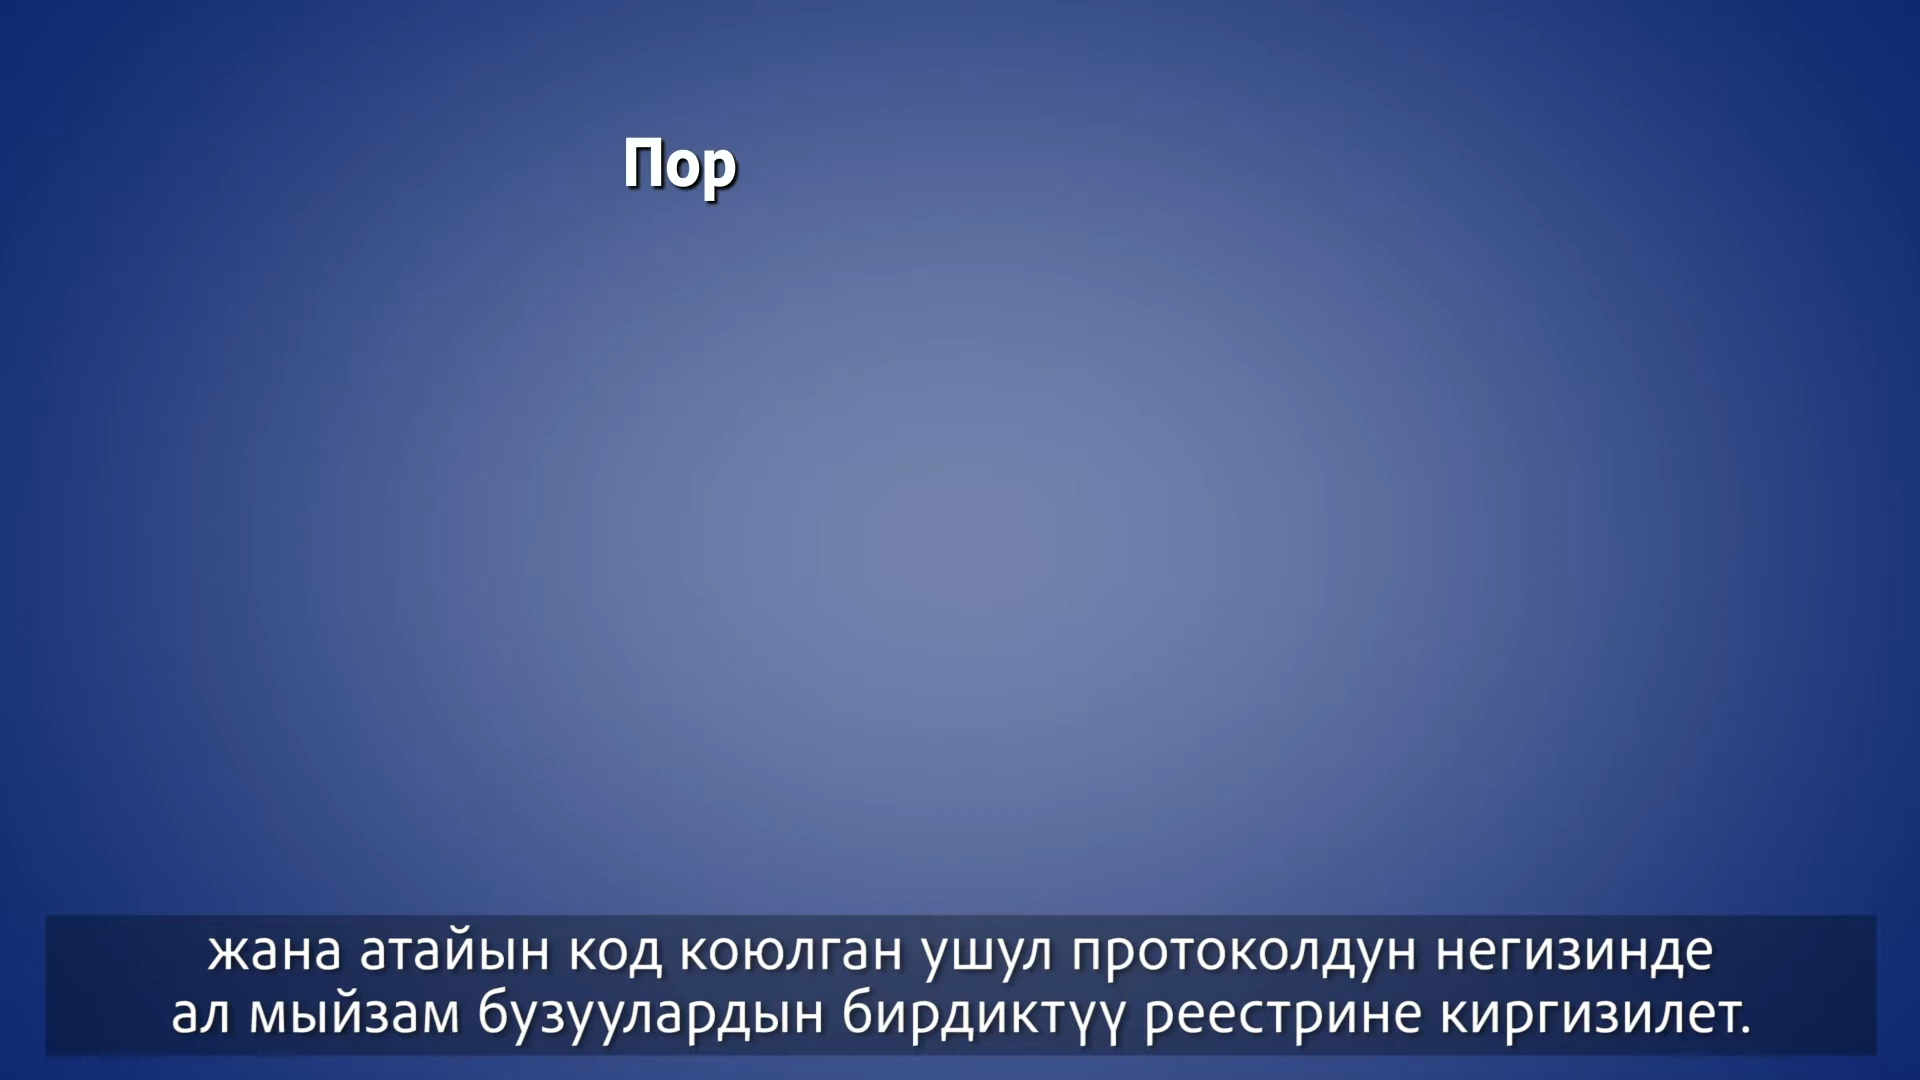 Пор
жана атайын код коюлган ушул протоколдун негизинде
ал мыйзам бузуулардын бирдиктүү реестрине киргизилет.